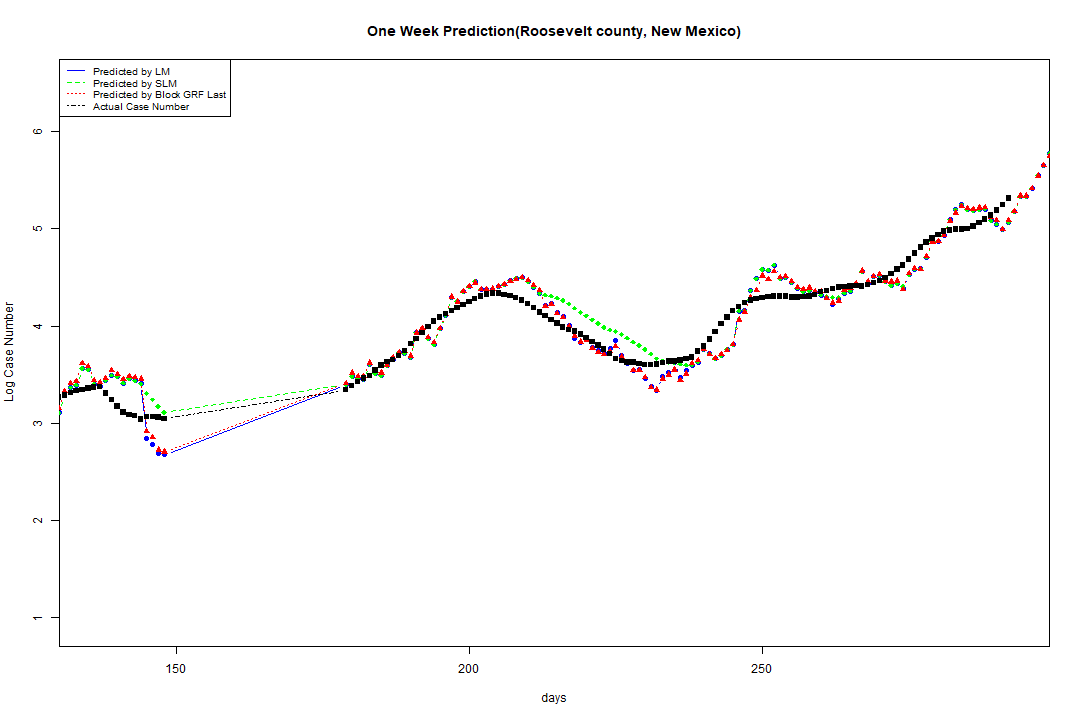 One Week Prediction(Roosevelt county, New Mexico)
Predicted by LM
Predicted by SLM
Predicted by Block GRF Last
Actual Case Number
Log Case Number
6
5
4
3
2
1
150
200
250
days